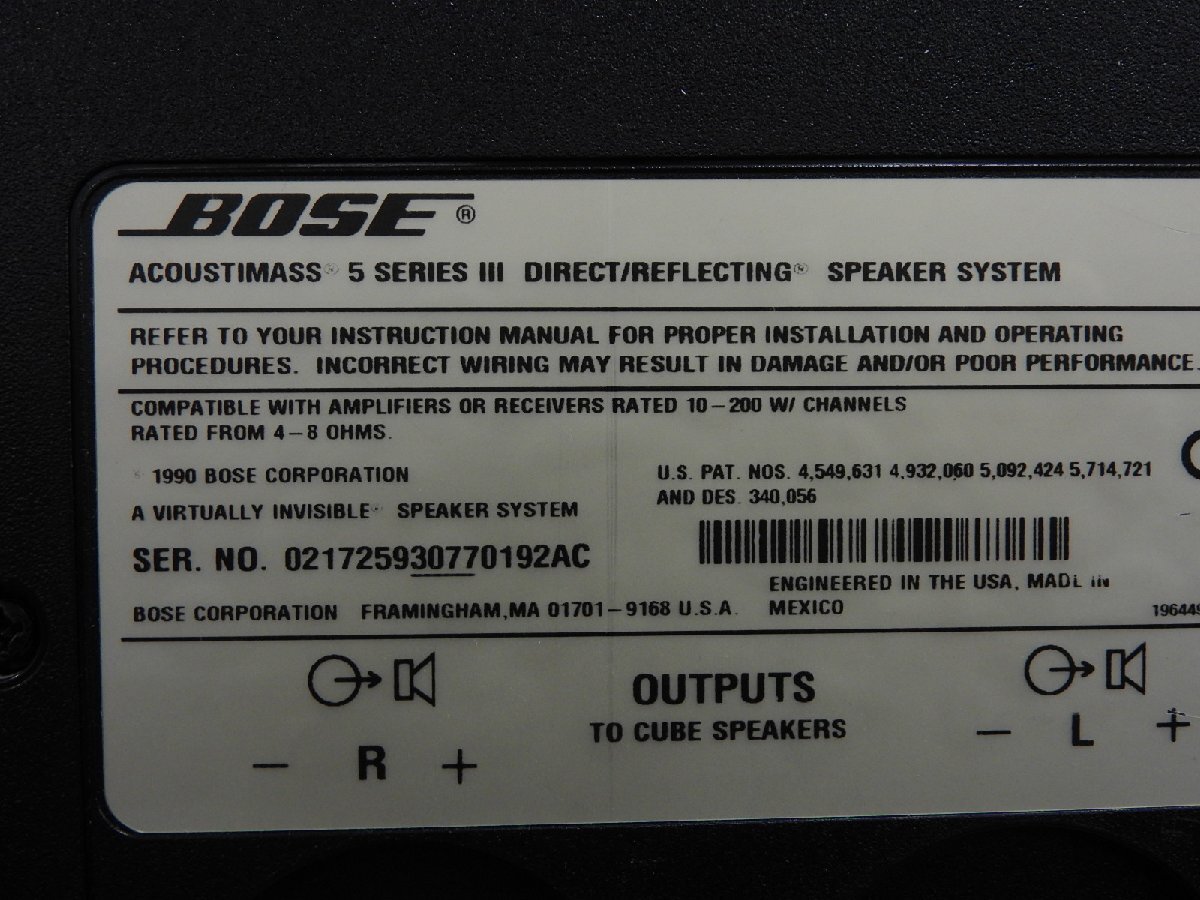 BOSE®
ACOUSTIMASS® 5 SERIES III DIRECT/REFLECTING® SPEAKER SYSTEM
REFER TO YOUR INSTRUCTION MANUAL FOR PROPER INSTALLATION AND OPERATING
PROCEDURES. INCORRECT WIRING MAY RESULT IN DAMAGE AND/OR POOR PERFORMANCE.
COMPATIBLE WITH AMPLIFIERS OR RECEIVERS RATED 10-200 W/ CHANNELS
RATED FROM 4-8 OHMS.
1990 BOSE CORPORATION
A VIRTUALLY INVISIBLE® SPEAKER SYSTEM
SER. NO. 021725930770192AC
BOSE CORPORATION FRAMINGHAM,MA 01701-9168 U.S.A.
U.S. PAT. NOS. 4,549,631 4,932,060 5,092,424 5,714,721
AND DES. 340,056
ENGINEERED IN THE USA, MADE IN
MEXICO
196449
OUTPUTS
TO CUBE SPEAKERS
- R +
- L +